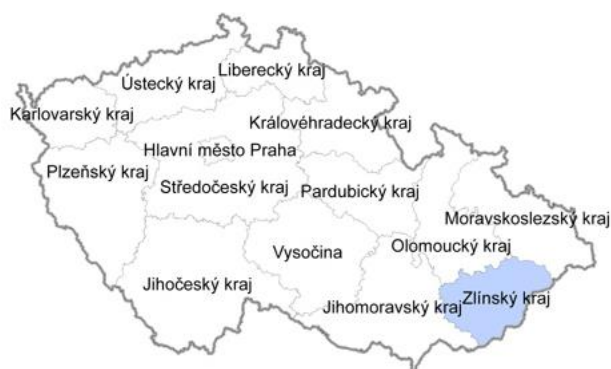 Liberecký kraj
Ústecký kraj
Karlovarský kraj
Královéhradecký kraj
Hlavní město Praha
Plzeňský kraj
Středočeský kraj
Pardubický kraj
Moravskoslezský kraj
Olomoucký kraj
Vysočina
Jihočeský kraj
Zlínský kraj
Jihomoravský kraj